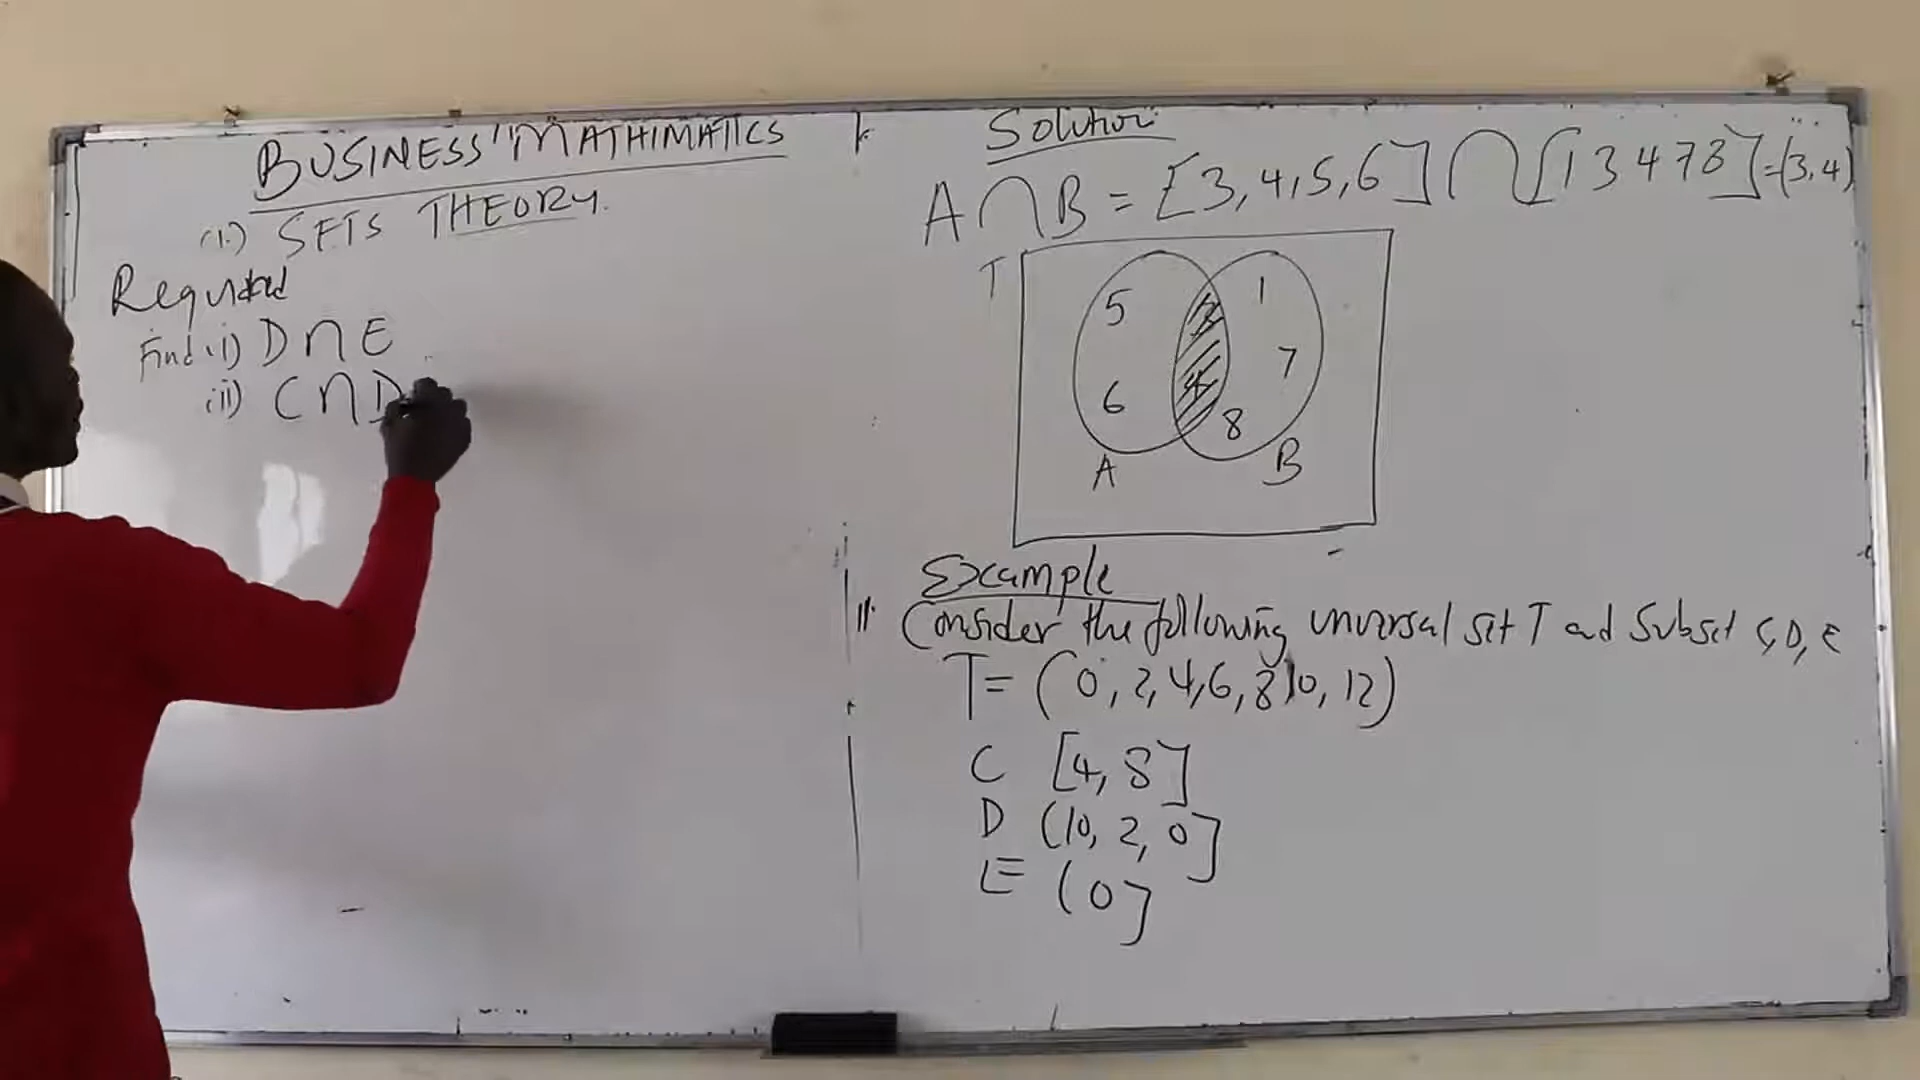 BUSINESS MATHIMATICS
(1.) SETS THEORY.
Required
Find (i) D∩E
(ii) C∩D
Solution
A∩B = [3,4,5,6] ∩ [1 3 4 7 8] = (3,4)
T
5
1
3
7
6
4
8
A
B
Example
Consider the following universal set T and Subset C, D, E
T= (0, 2, 4, 6, 8 10, 12)
C [4, 8]
D (10, 2, 0]
E (0]